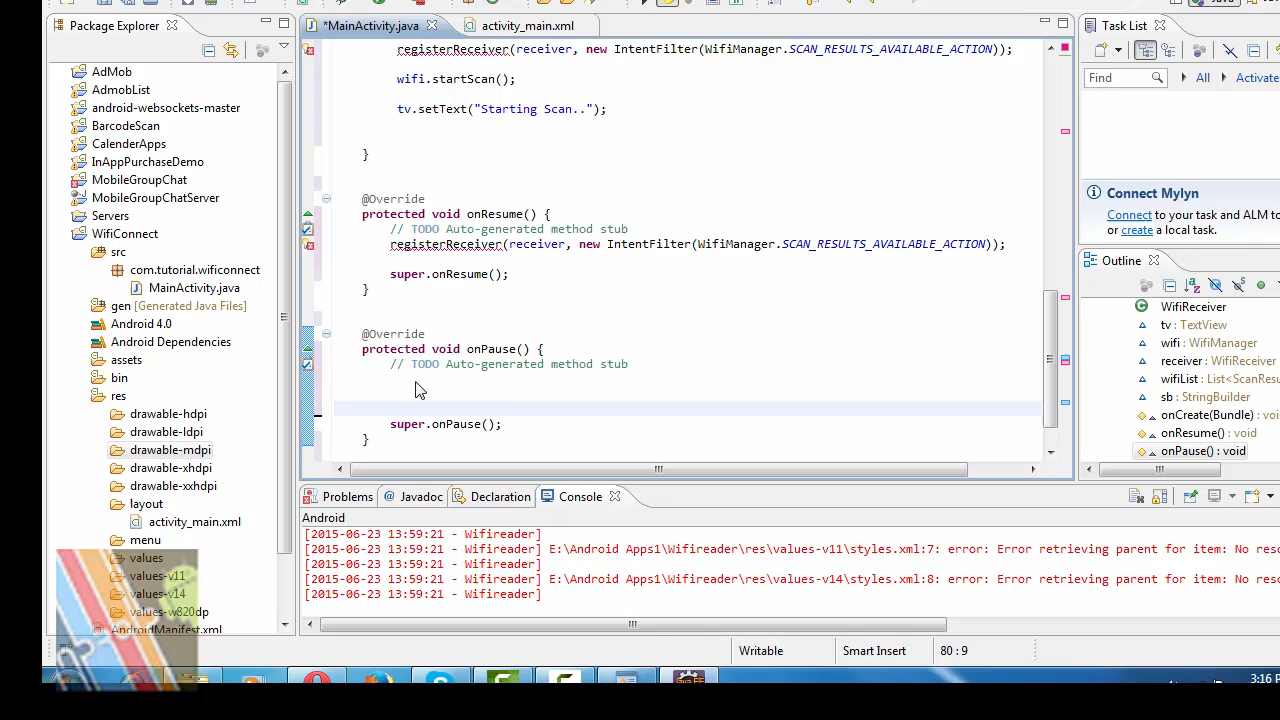 Package Explorer
*MainActivity.java
activity_main.xml
Task List
AdMob
AdmobList
android-websockets-master
BarcodeScan
CalenderApps
InAppPurchaseDemo
MobileGroupChat
MobileGroupChatServer
Servers
WifiConnect
src
com.tutorial.wificonnect
MainActivity.java
gen [Generated Java Files]
Android 4.0
Android Dependencies
assets
bin
res
drawable-hdpi
drawable-ldpi
drawable-mdpi
drawable-xhdpi
drawable-xxhdpi
layout
activity_main.xml
menu
values
values-v11
values-v14
values-w820dp
AndroidManifest.xml
registerReceiver(receiver, new IntentFilter(WifiManager.SCAN_RESULTS_AVAILABLE_ACTION));
wifi.startScan();
tv.setText("Starting Scan..");
}
@Override
protected void onResume() {
// TODO Auto-generated method stub
registerReceiver(receiver, new IntentFilter(WifiManager.SCAN_RESULTS_AVAILABLE_ACTION));
super.onResume();
}
@Override
protected void onPause() {
// TODO Auto-generated method stub
super.onPause();
}
Find
All
Activate
Connect Mylyn
Connect to your task and ALM to
or create a local task.
Outline
WifiReceiver
tv : TextView
wifi : WifiManager
receiver : WifiReceiver
wifiList : List<ScanResu
sb : StringBuilder
onCreate(Bundle) : void
onResume() : void
onPause() : void
Problems
Javadoc
Declaration
Console
Android
[2015-06-23 13:59:21 - Wifireader]
[2015-06-23 13:59:21 - Wifireader] E:\Android Apps1\Wifireader\res\values-v11\styles.xml:7: error: Error retrieving parent for item: No reso
[2015-06-23 13:59:21 - Wifireader]
[2015-06-23 13:59:21 - Wifireader] E:\Android Apps1\Wifireader\res\values-v14\styles.xml:8: error: Error retrieving parent for item: No reso
[2015-06-23 13:59:21 - Wifireader]
Writable
Smart Insert
80 : 9
3:16 P